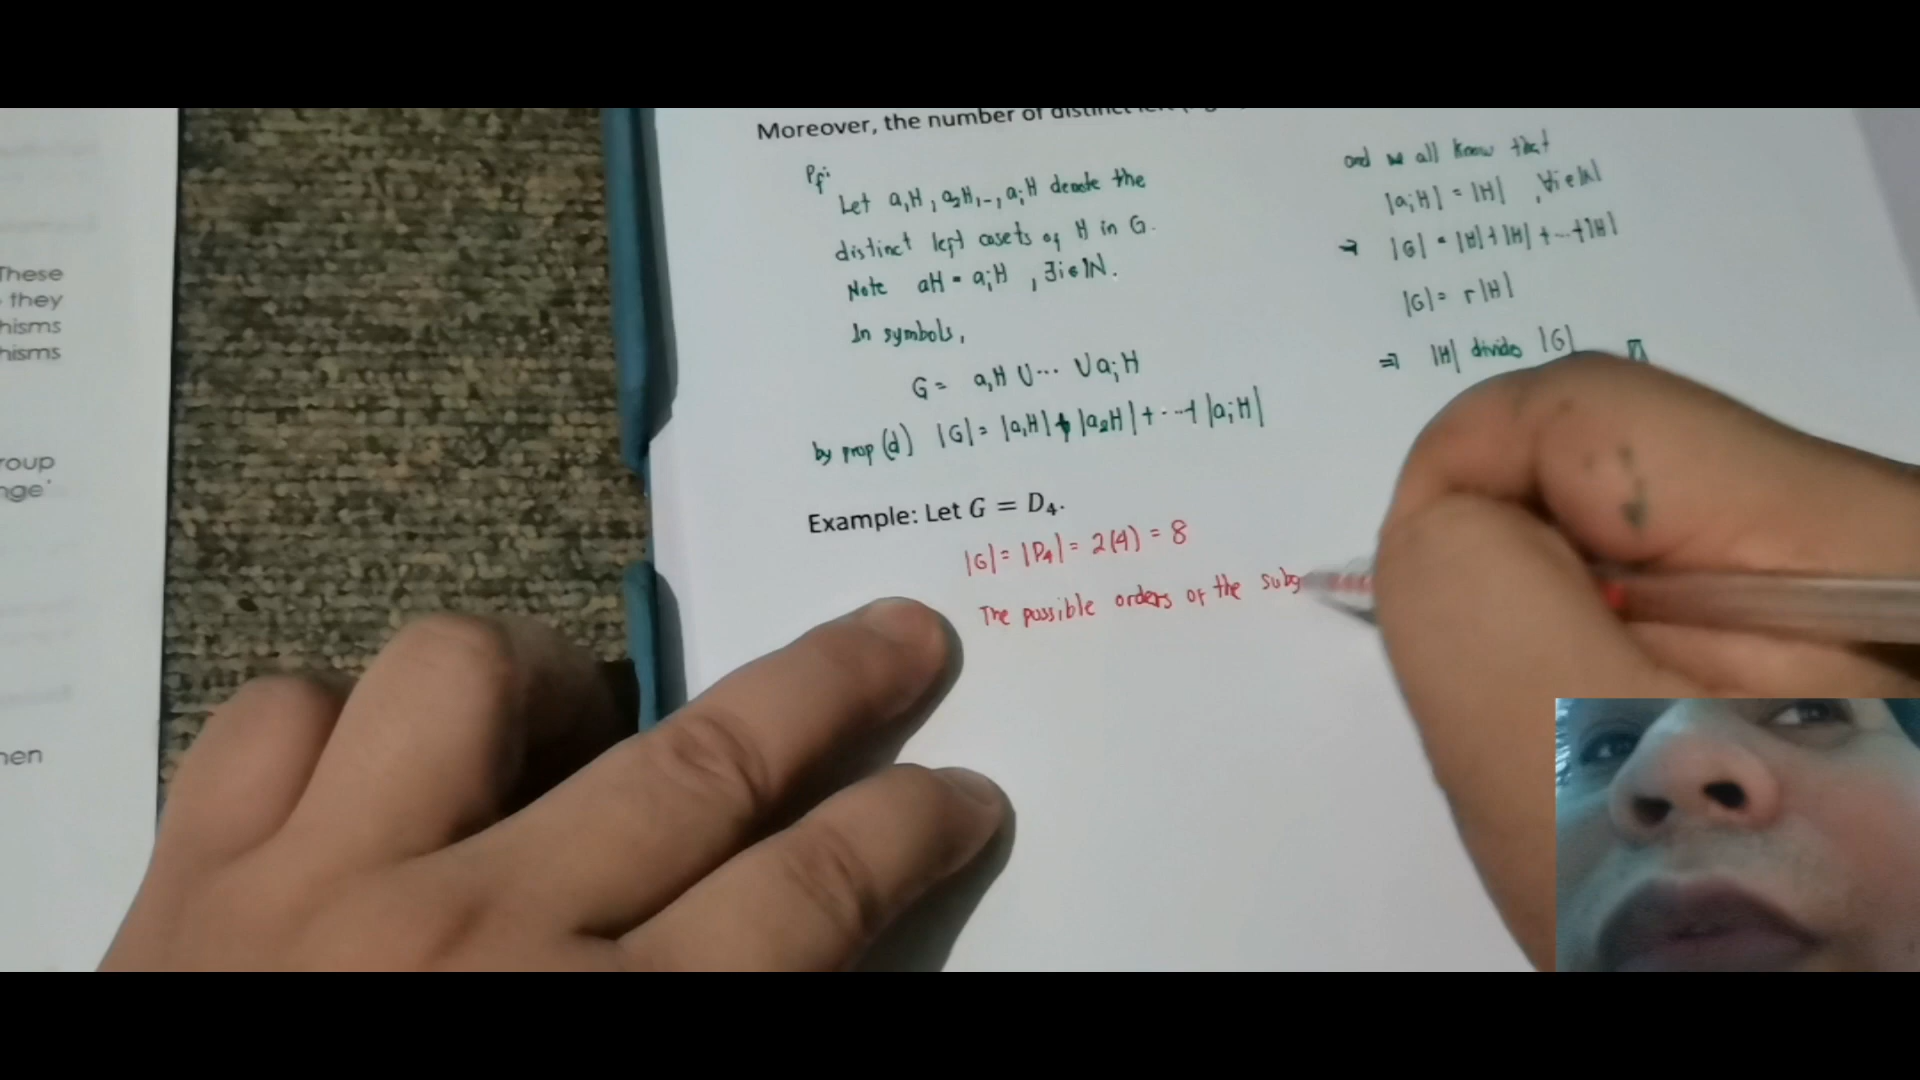 These
they
hisms
hisms
roup
nge'
hen
Moreover, the number of distinct
Pf:
Let a₁H, a₂H,..., aᵢH denote the
distinct left cosets of H in G.
Note aH = aᵢH , ∃i∈ℕ.
In symbols,
G = a₁H ∪ ... ∪ aᵢH
by prop (d) |G| = |a₁H| + |a₂H| + ... + |aᵢH|
and we all know that
|aᵢH| = |H| , ∀i∈ℕ
⇒ |G| = |H|+|H| + ... +|H|
|G| = r|H|
⇒ |H| divides |G|
Example: Let G = D₄.
|G| = |D₄| = 2(4) = 8
The possible orders of the subg